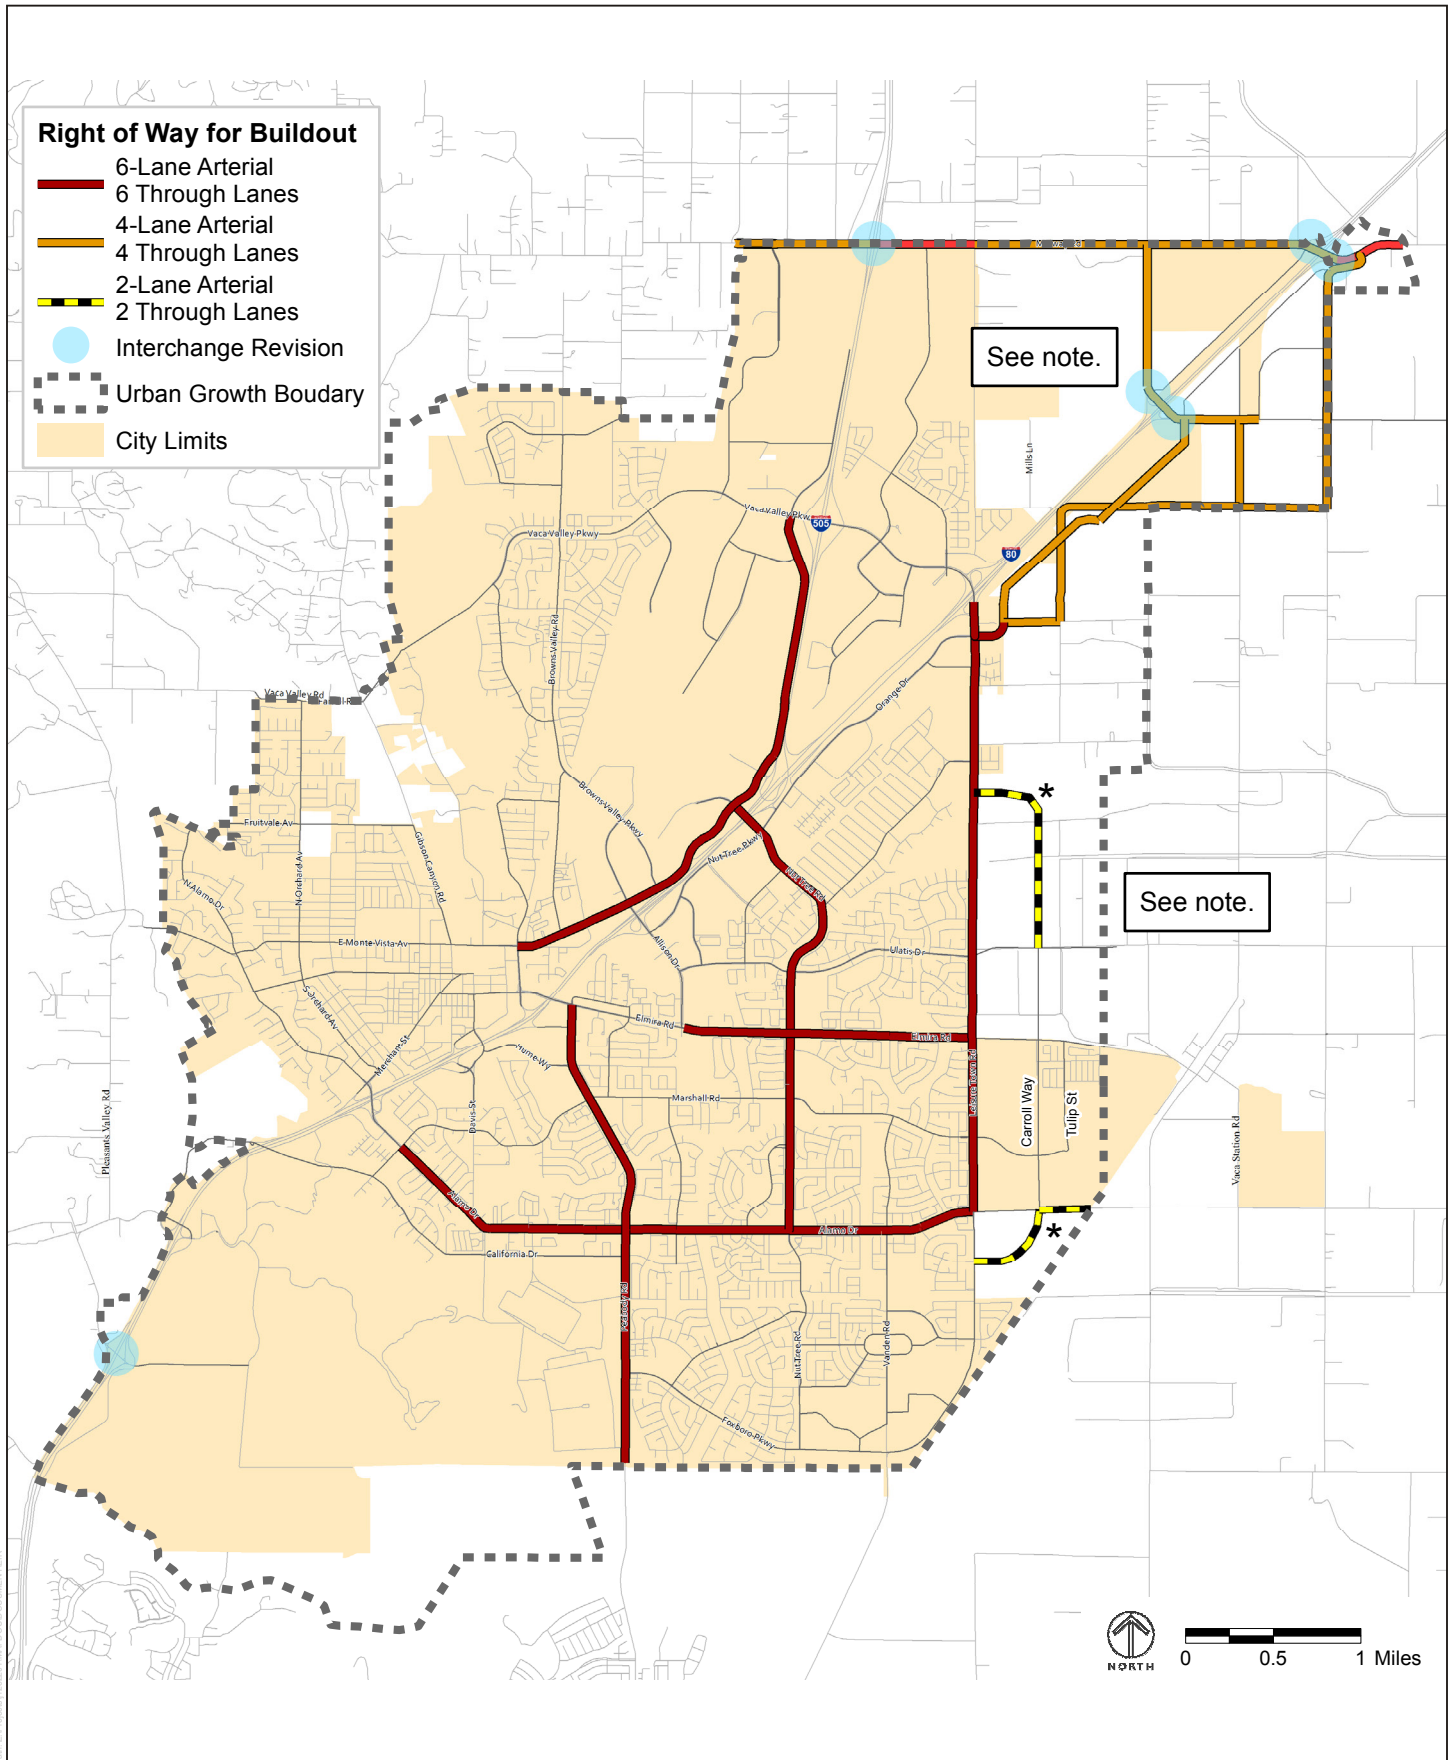 Right of Way for Buildout
6-Lane Arterial
6 Through Lanes
4-Lane Arterial
4 Through Lanes
2-Lane Arterial
2 Through Lanes
Interchange Revision
Urban Growth Boudary
City Limits
See note.
Mills Ln
Vaca Valley Pkwy
505
Vaca Valley Pkwy
80
Browns Valley Rd
Vaca Valley Rd
Orange Dr
*
Browns Valley Pkwy
Fruitvale Av
Gibson Canyon Rd
Nut Tree Pkwy
N Orchard Av
N Alamo Dr
Nut Tree Rd
See note.
E Monte Vista Av
Allison Dr
Ulatis Dr
S Orchard Av
Elmira Rd
Elmira Rd
Merchant St
Hume Wy
Leisure Town Rd
Marshall Rd
Davis St
Carroll Way
Tulip St
Pleasants Valley Rd
Vaca Station Rd
Alamo Dr
Alamo Dr
*
California Dr
Peabody Rd
Nut Tree Rd
Vanden Rd
Foxboro Pkwy
NORTH
0 0.5 1 Miles